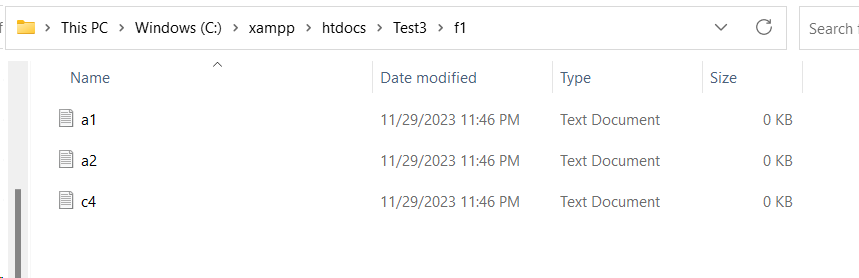 This PC > Windows (C:) > xampp > htdocs > Test3 > f1 Search
Name Date modified Type Size
a1 11/29/2023 11:46 PM Text Document 0 KB
a2 11/29/2023 11:46 PM Text Document 0 KB
c4 11/29/2023 11:46 PM Text Document 0 KB